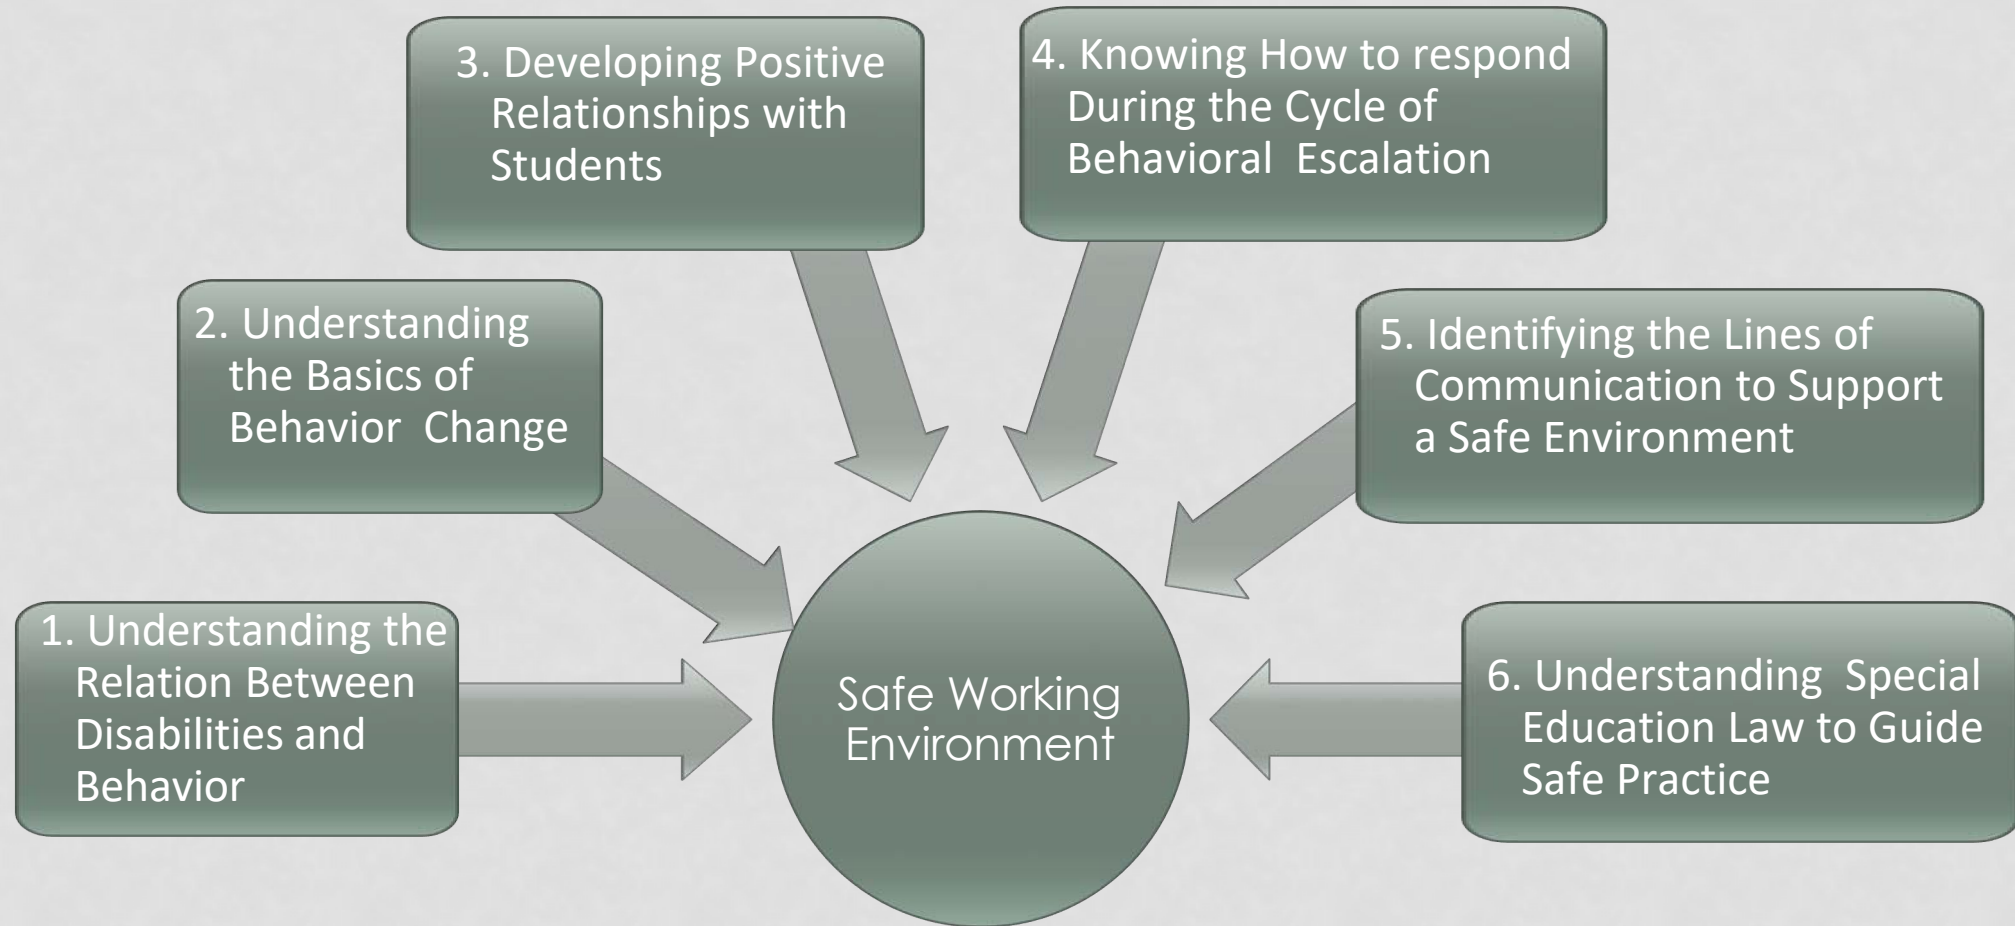 3. Developing Positive
Relationships with
Students
4. Knowing How to respond
During the Cycle of
Behavioral  Escalation
2. Understanding
the Basics of
Behavior  Change
5. Identifying the Lines of
Communication to Support
a Safe Environment
1. Understanding the
Relation Between
Disabilities and
Behavior
Safe Working
Environment
6. Understanding  Special
Education Law to Guide
Safe Practice